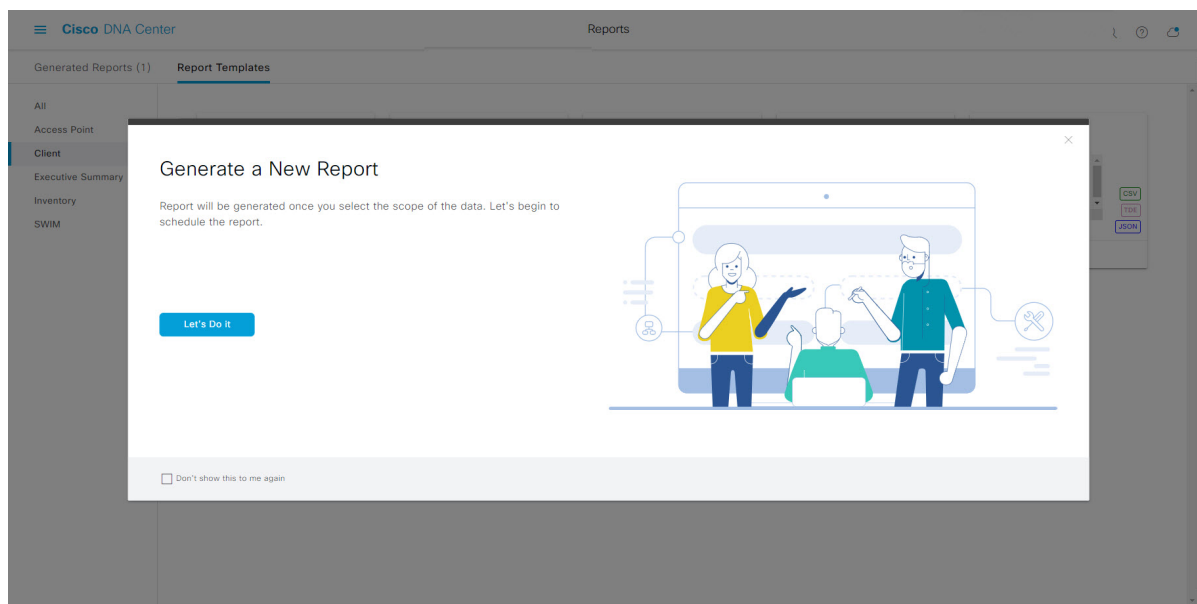 Cisco DNA Center
Reports
Generated Reports (1)
Report Templates
All
Access Point
Client
Executive Summary
Inventory
SWIM
Generate a New Report
Report will be generated once you select the scope of the data. Let's begin to
schedule the report.
Let's Do It
Don't show this to me again
CSV
TDE
JSON